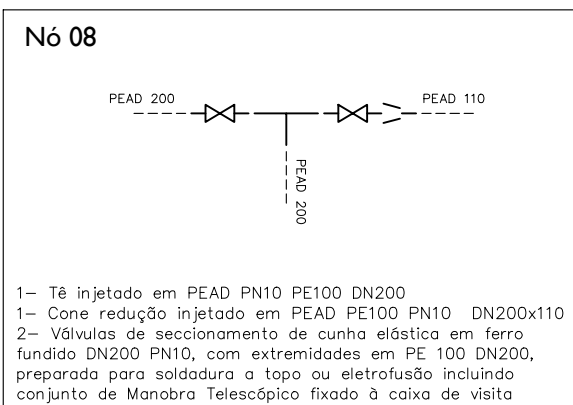 Nó 08
PEAD 200
PEAD 110
PEAD 200
1– Tê injetado em PEAD PN10 PE100 DN200
1– Cone redução injetado em PEAD PE100 PN10 DN200x110
2– Válvulas de seccionamento de cunha elástica em ferro
fundido DN200 PN10, com extremidades em PE 100 DN200,
preparada para soldadura a topo ou eletrofusão incluindo
conjunto de Manobra Telescópico fixado à caixa de visita